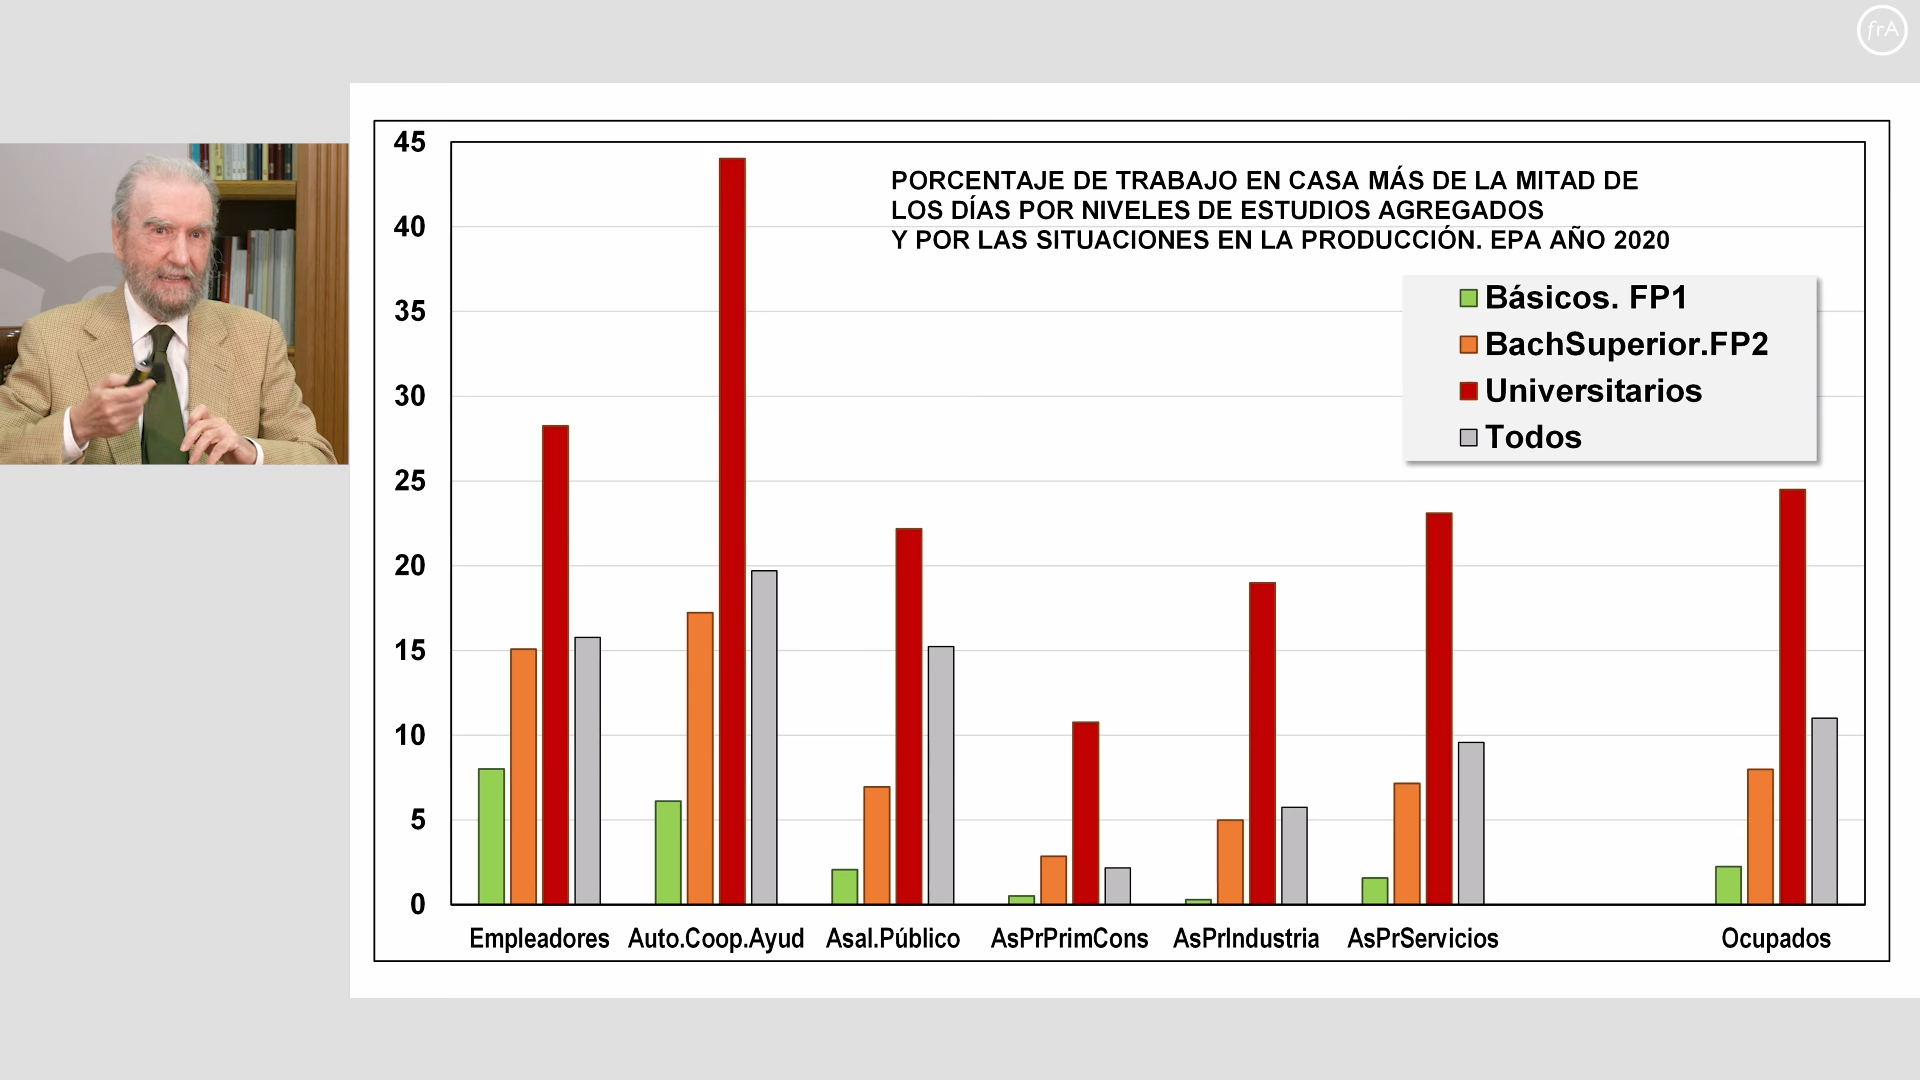 frA
45
40
35
30
25
20
15
10
5
0
PORCENTAJE DE TRABAJO EN CASA MÁS DE LA MITAD DE
LOS DÍAS POR NIVELES DE ESTUDIOS AGREGADOS
Y POR LAS SITUACIONES EN LA PRODUCCIÓN. EPA AÑO 2020
Básicos. FP1
BachSuperior.FP2
Universitarios
Todos
Empleadores
Auto.Coop.Ayud
Asal.Público
AsPrPrimCons
AsPrIndustria
AsPrServicios
Ocupados